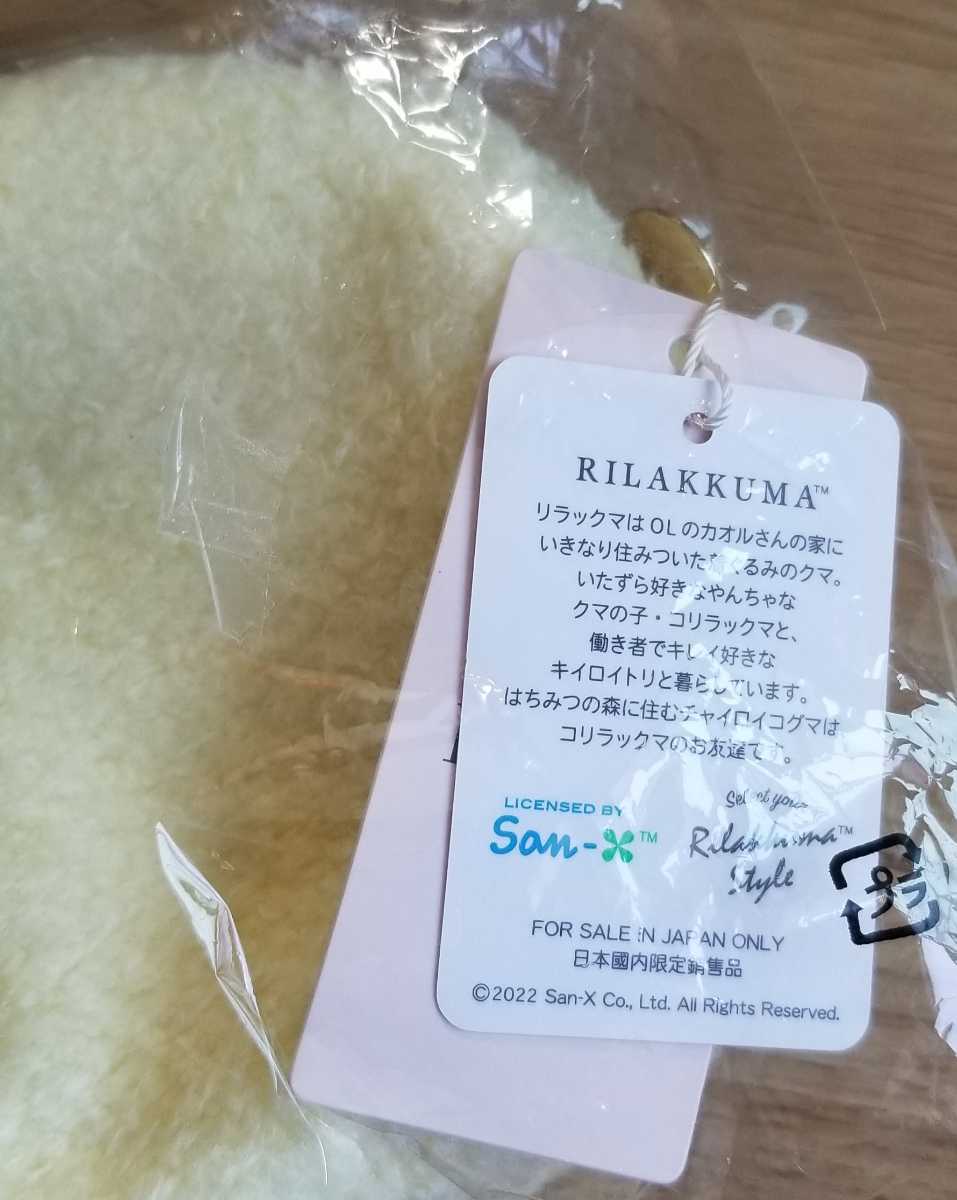 RILAKKUMA™
リラックマはOLのカオルさんの家に
いきなり住みついた ぐるみのクマ。
いたずら好きなやんちゃな
クマの子・コリラックマと、
働き者でキレイ好きな
キイロイトリと暮らしています。
はちみつの森に住むチャイロイコグマは
コリラックマのお友達です。
LICENSED BY
San-X™
Select your
Rilakkuma™
Style
プラ
FOR SALE IN JAPAN ONLY
日本國内限定銷售品
©2022 San-X Co., Ltd. All Rights Reserved.